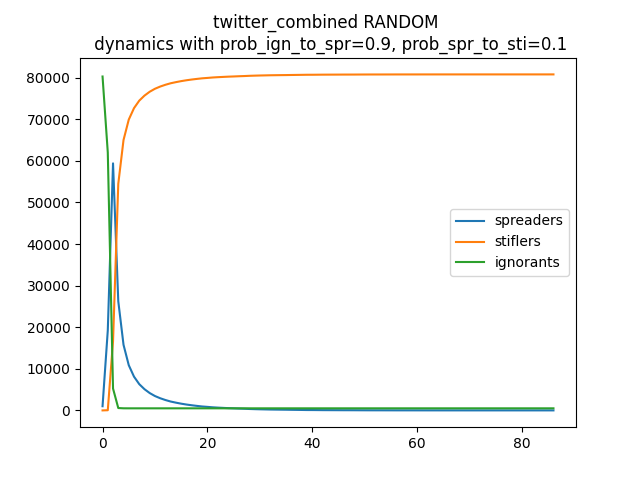 twitter_combined RANDOM
dynamics with prob_ign_to_spr=0.9, prob_spr_to_sti=0.1
80000
70000
60000
50000
40000
30000
20000
10000
0
spreaders
stiflers
ignorants
0 20 40 60 80